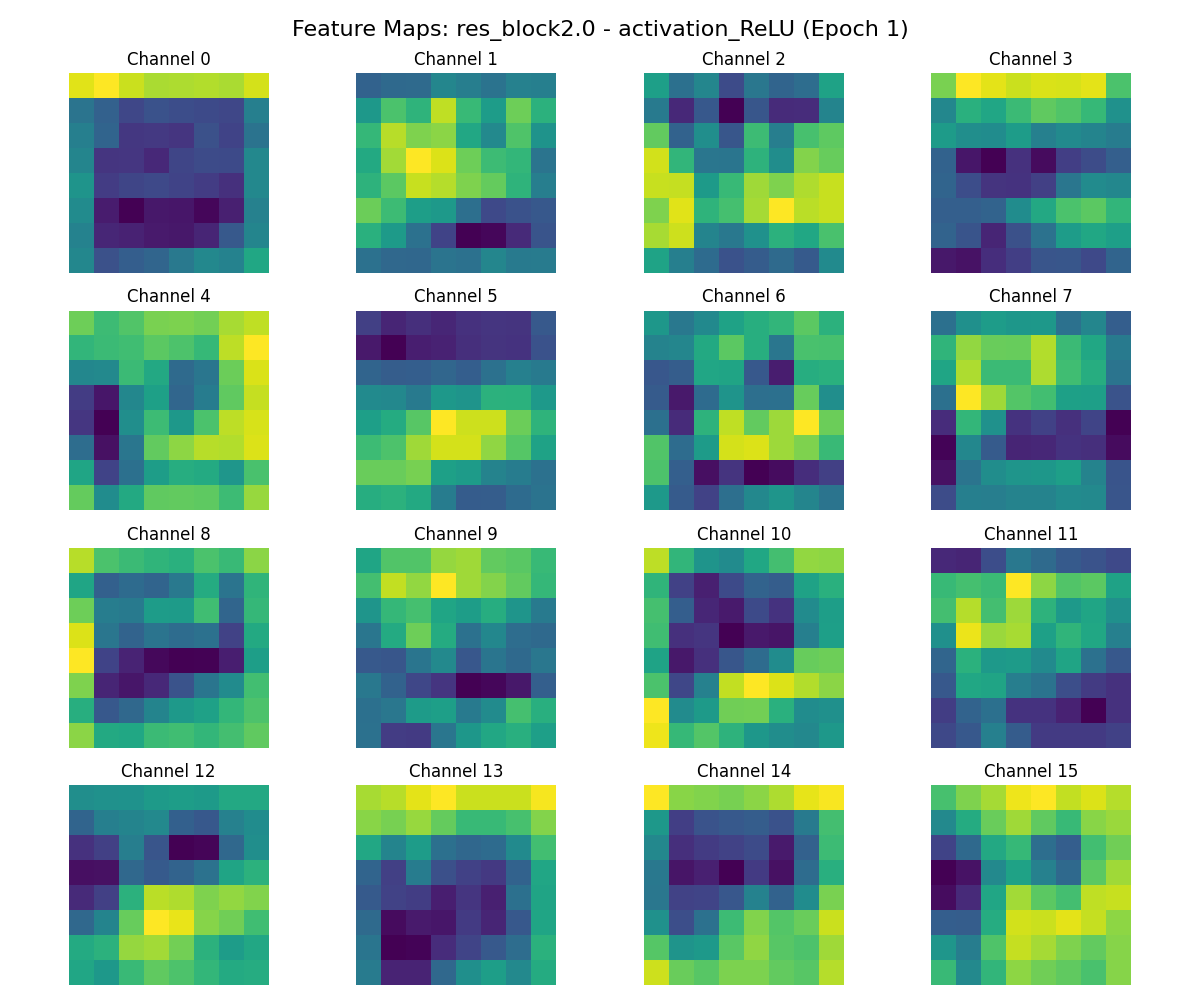 Feature Maps: res_block2.0 - activation_ReLU (Epoch 1)
Channel 0
Channel 1
Channel 2
Channel 3
Channel 4
Channel 5
Channel 6
Channel 7
Channel 8
Channel 9
Channel 10
Channel 11
Channel 12
Channel 13
Channel 14
Channel 15